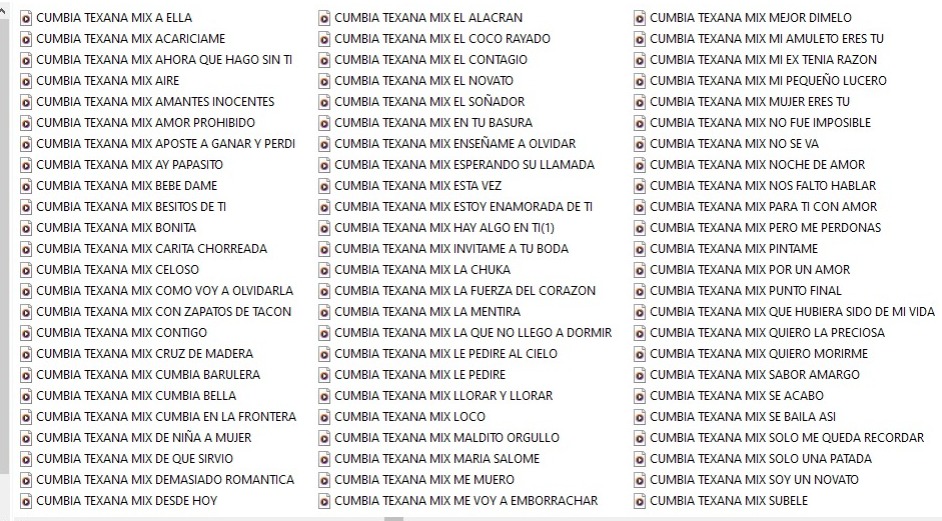 CUMBIA TEXANA MIX A ELLA
CUMBIA TEXANA MIX ACARICIAME
CUMBIA TEXANA MIX AHORA QUE HAGO SIN TI
CUMBIA TEXANA MIX AIRE
CUMBIA TEXANA MIX AMANTES INOCENTES
CUMBIA TEXANA MIX AMOR PROHIBIDO
CUMBIA TEXANA MIX APOSTE A GANAR Y PERDI
CUMBIA TEXANA MIX AY PAPASITO
CUMBIA TEXANA MIX BEBE DAME
CUMBIA TEXANA MIX BESITOS DE TI
CUMBIA TEXANA MIX BONITA
CUMBIA TEXANA MIX CARITA CHORREADA
CUMBIA TEXANA MIX CELOSO
CUMBIA TEXANA MIX COMO VOY A OLVIDARLA
CUMBIA TEXANA MIX CON ZAPATOS DE TACON
CUMBIA TEXANA MIX CONTIGO
CUMBIA TEXANA MIX CRUZ DE MADERA
CUMBIA TEXANA MIX CUMBIA BARULERA
CUMBIA TEXANA MIX CUMBIA BELLA
CUMBIA TEXANA MIX CUMBIA EN LA FRONTERA
CUMBIA TEXANA MIX DE NIÑA A MUJER
CUMBIA TEXANA MIX DE QUE SIRVIO
CUMBIA TEXANA MIX DEMASIADO ROMANTICA
CUMBIA TEXANA MIX DESDE HOY
CUMBIA TEXANA MIX EL ALACRAN
CUMBIA TEXANA MIX EL COCO RAYADO
CUMBIA TEXANA MIX EL CONTAGIO
CUMBIA TEXANA MIX EL NOVATO
CUMBIA TEXANA MIX EL SOÑADOR
CUMBIA TEXANA MIX EN TU BASURA
CUMBIA TEXANA MIX ENSEÑAME A OLVIDAR
CUMBIA TEXANA MIX ESPERANDO SU LLAMADA
CUMBIA TEXANA MIX ESTA VEZ
CUMBIA TEXANA MIX ESTOY ENAMORADA DE TI
CUMBIA TEXANA MIX HAY ALGO EN TI(1)
CUMBIA TEXANA MIX INVITAME A TU BODA
CUMBIA TEXANA MIX LA CHUKA
CUMBIA TEXANA MIX LA FUERZA DEL CORAZON
CUMBIA TEXANA MIX LA MENTIRA
CUMBIA TEXANA MIX LA QUE NO LLEGO A DORMIR
CUMBIA TEXANA MIX LE PEDIRE AL CIELO
CUMBIA TEXANA MIX LE PEDIRE
CUMBIA TEXANA MIX LLORAR Y LLORAR
CUMBIA TEXANA MIX LOCO
CUMBIA TEXANA MIX MALDITO ORGULLO
CUMBIA TEXANA MIX MARIA SALOME
CUMBIA TEXANA MIX ME MUERO
CUMBIA TEXANA MIX ME VOY A EMBORRACHAR
CUMBIA TEXANA MIX MEJOR DIMELO
CUMBIA TEXANA MIX MI AMULETO ERES TU
CUMBIA TEXANA MIX MI EX TENIA RAZON
CUMBIA TEXANA MIX MI PEQUEÑO LUCERO
CUMBIA TEXANA MIX MUJER ERES TU
CUMBIA TEXANA MIX NO FUE IMPOSIBLE
CUMBIA TEXANA MIX NO SE VA
CUMBIA TEXANA MIX NOCHE DE AMOR
CUMBIA TEXANA MIX NOS FALTO HABLAR
CUMBIA TEXANA MIX PARA TI CON AMOR
CUMBIA TEXANA MIX PERO ME PERDONAS
CUMBIA TEXANA MIX PINTAME
CUMBIA TEXANA MIX POR UN AMOR
CUMBIA TEXANA MIX PUNTO FINAL
CUMBIA TEXANA MIX QUE HUBIERA SIDO DE MI VIDA
CUMBIA TEXANA MIX QUIERO LA PRECIOSA
CUMBIA TEXANA MIX QUIERO MORIRME
CUMBIA TEXANA MIX SABOR AMARGO
CUMBIA TEXANA MIX SE ACABO
CUMBIA TEXANA MIX SE BAILA ASI
CUMBIA TEXANA MIX SOLO ME QUEDA RECORDAR
CUMBIA TEXANA MIX SOLO UNA PATADA
CUMBIA TEXANA MIX SOY UN NOVATO
CUMBIA TEXANA MIX SUBELE